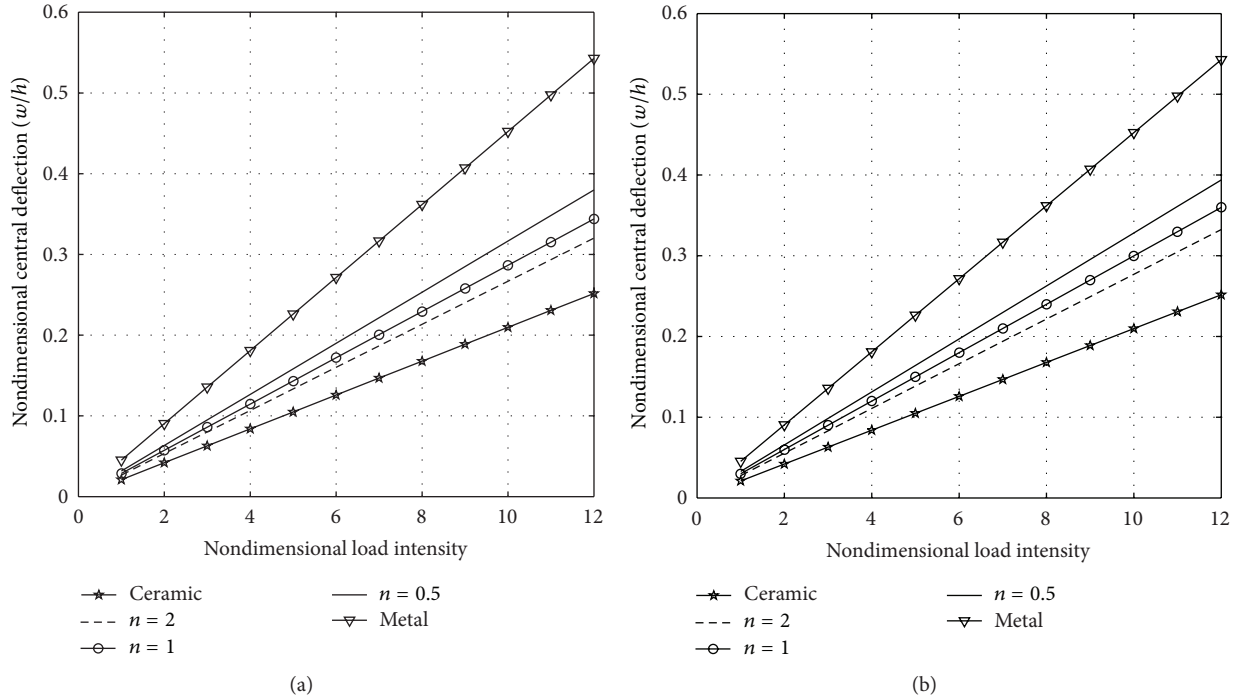 0.6
0.5
0.4
0.3
0.2
0.1
0
Nondimensional central deflection (w/h)
0 2 4 6 8 10 12
Nondimensional load intensity
Ceramic
n = 2
n = 1
n = 0.5
Metal
(a)
0.6
0.5
0.4
0.3
0.2
0.1
0
Nondimensional central deflection (w/h)
0 2 4 6 8 10 12
Nondimensional load intensity
Ceramic
n = 2
n = 1
n = 0.5
Metal
(b)